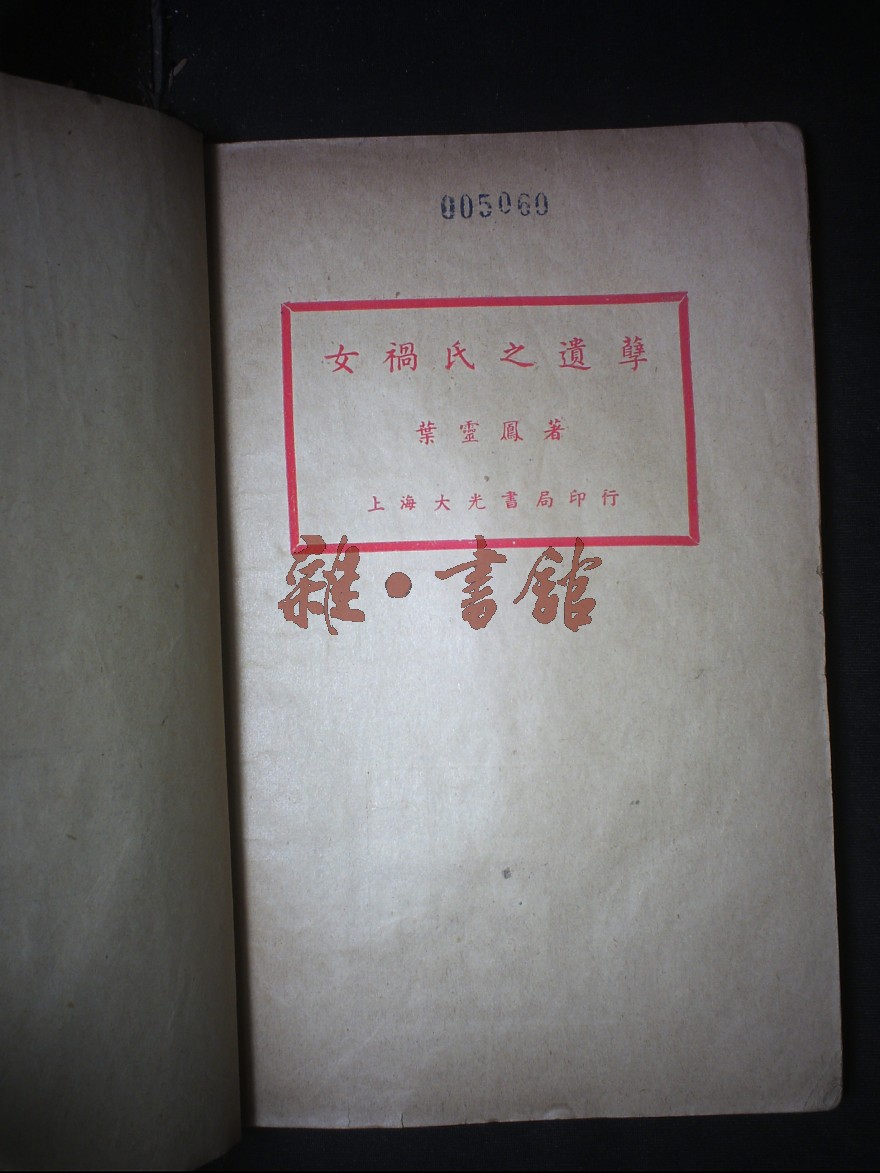 005060
女禍氏之遺孽
葉靈鳳著
上海大光書局印行
雜·書館